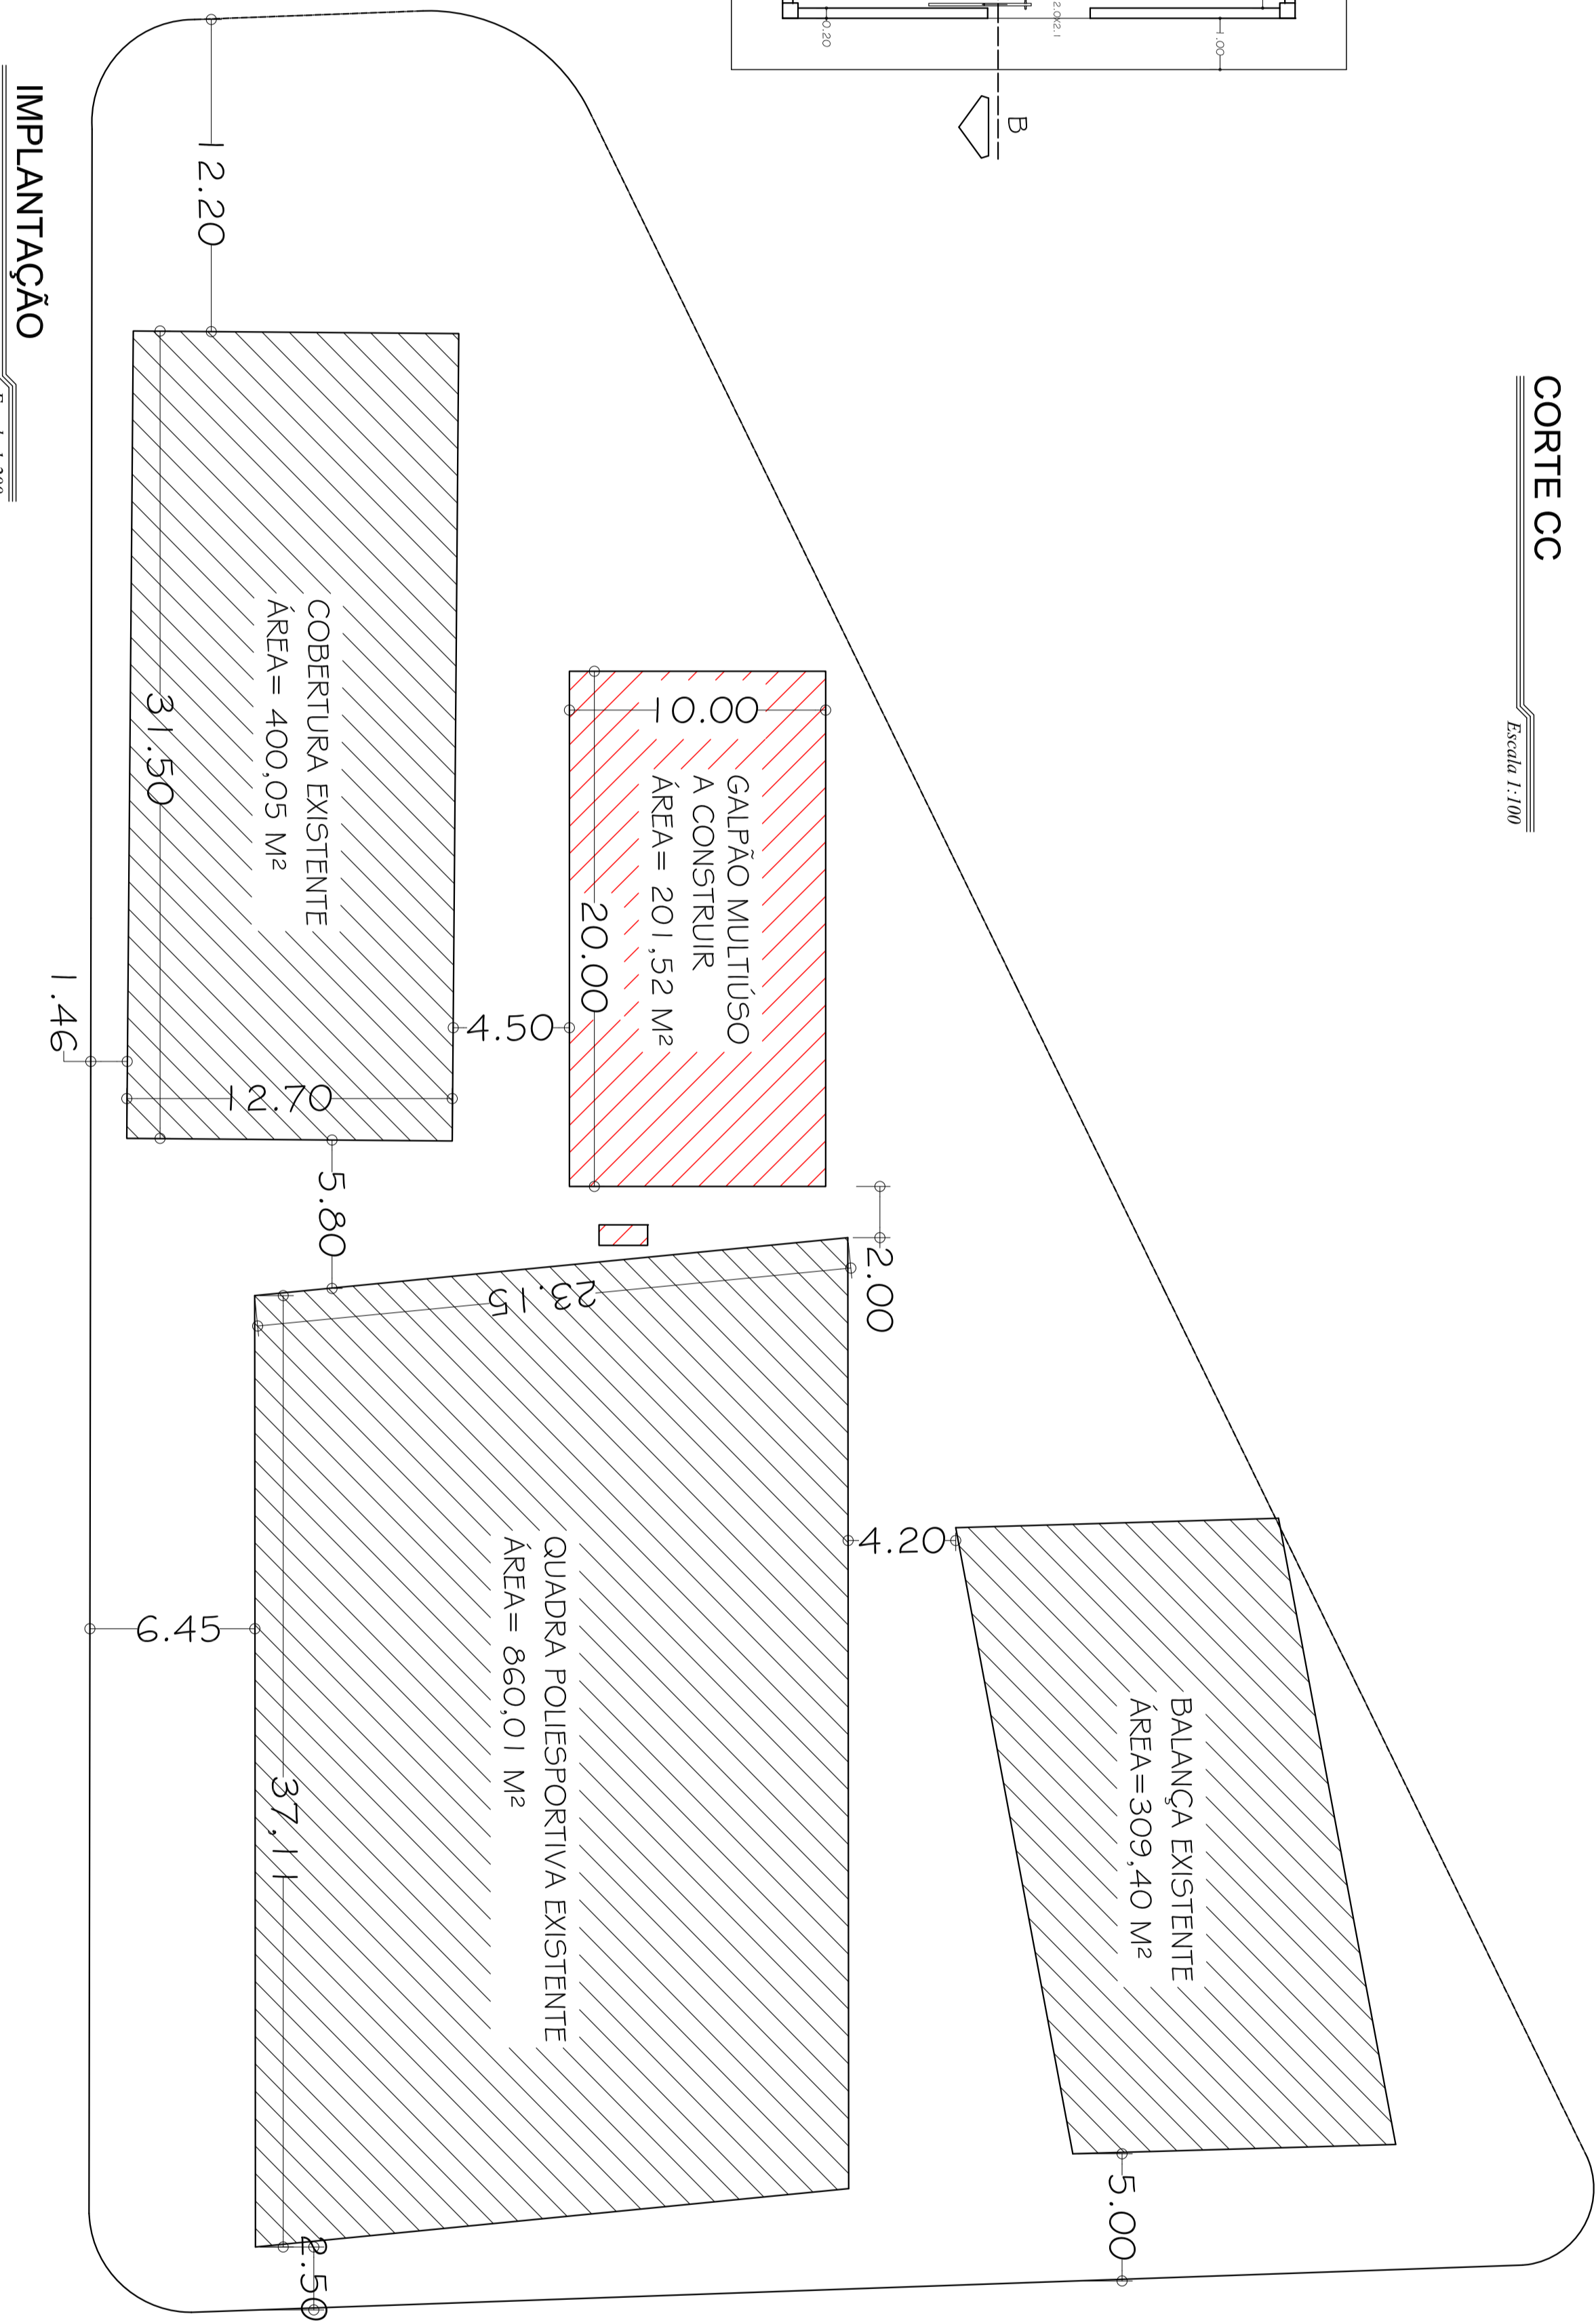 CORTE CC
Escala 1:100
0.20
2.0X2.1
1.00
B
12.20
COBERTURA EXISTENTE
ÁREA= 400,05 M²
31.50
12.70
1.46
4.50
10.00
GALPÃO MULTIÚSO
A CONSTRUIR
ÁREA= 201,52 M²
20.00
5.80
2.00
23.15
QUADRA POLIESPORTIVA EXISTENTE
ÁREA= 860,01 M²
37,11
6.45
4.20
BALANÇA EXISTENTE
ÁREA=309,40 M²
5.00
2.50
IMPLANTAÇÃO